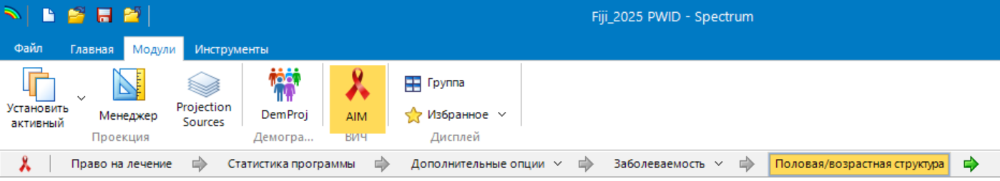 Fiji_2025 PWID - Spectrum
Файл Главная Модули Инструменты
Установить активный
Менеджер
Projection Sources
DemProj
AIM
Группа
Избранное
Проекция
Демогра...
ВИЧ
Дисплей
Право на лечение Статистика программы Дополнительные опции Заболеваемость Половая/возрастная структура